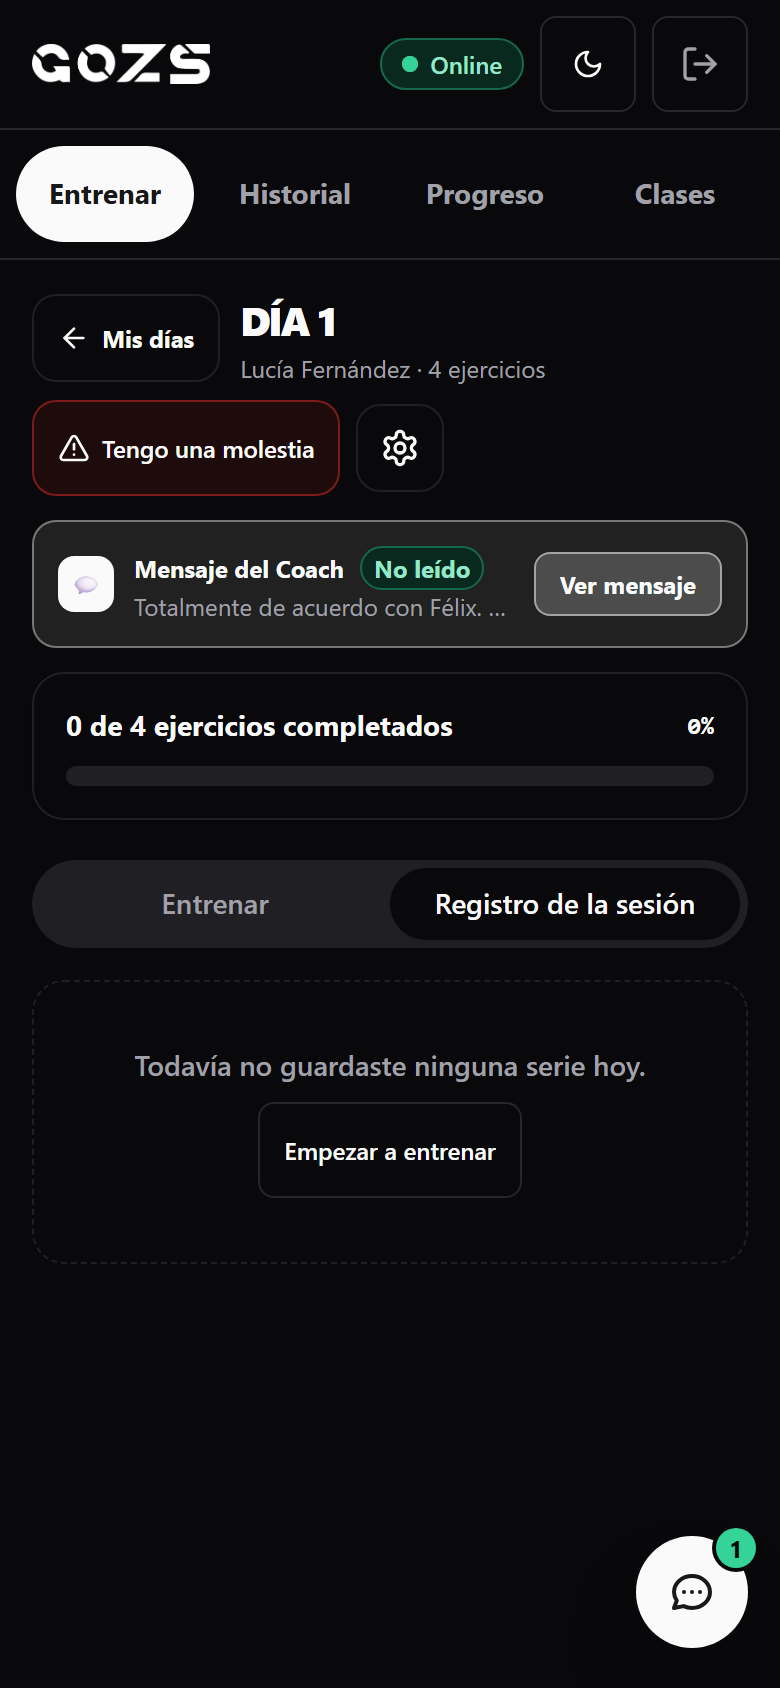 GOZS
Online
Entrenar
Historial
Progreso
Clases
Mis días
DÍA 1
Lucía Fernández · 4 ejercicios
Tengo una molestia
Mensaje del Coach
No leído
Totalmente de acuerdo con Félix. ...
Ver mensaje
0 de 4 ejercicios completados
0%
Entrenar
Registro de la sesión
Todavía no guardaste ninguna serie hoy.
Empezar a entrenar
1